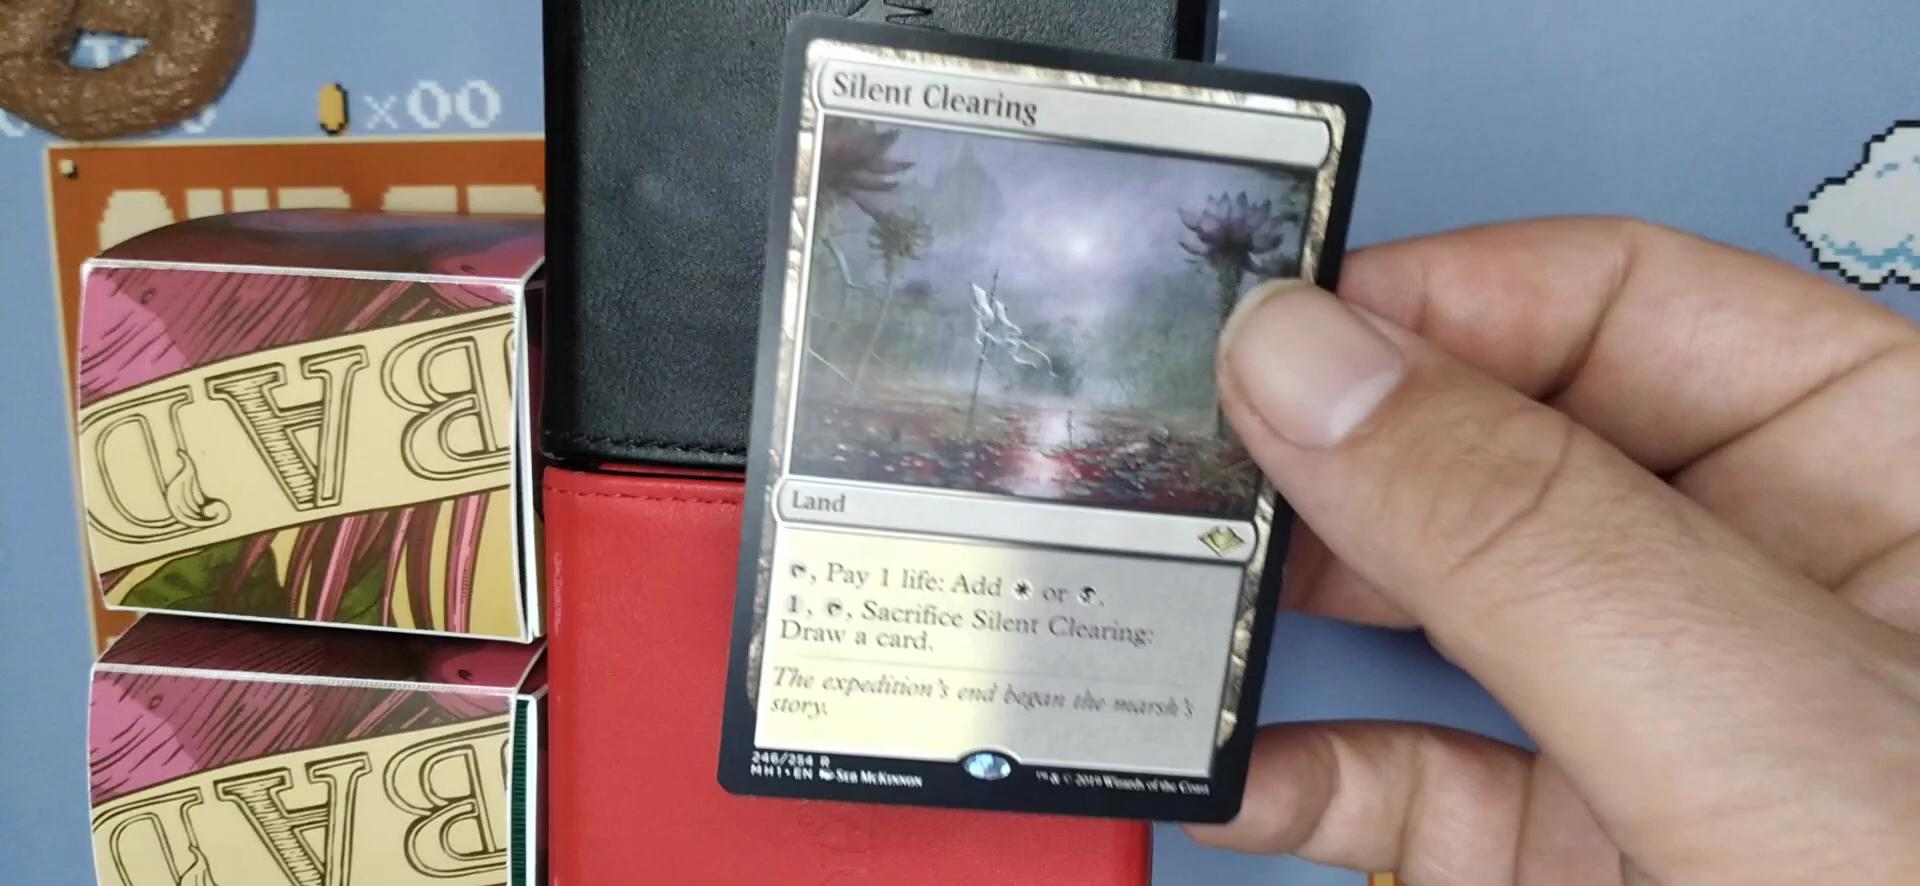 x00
Silent Clearing
Land
, Pay 1 life: Add or .
1, , Sacrifice Silent Clearing:
Draw a card.
The expedition's end began the marsh's
story.
246/254 R
MH1 • EN Seb McKinnon
™ & © 2019 Wizards of the Coast
BAD
BAD